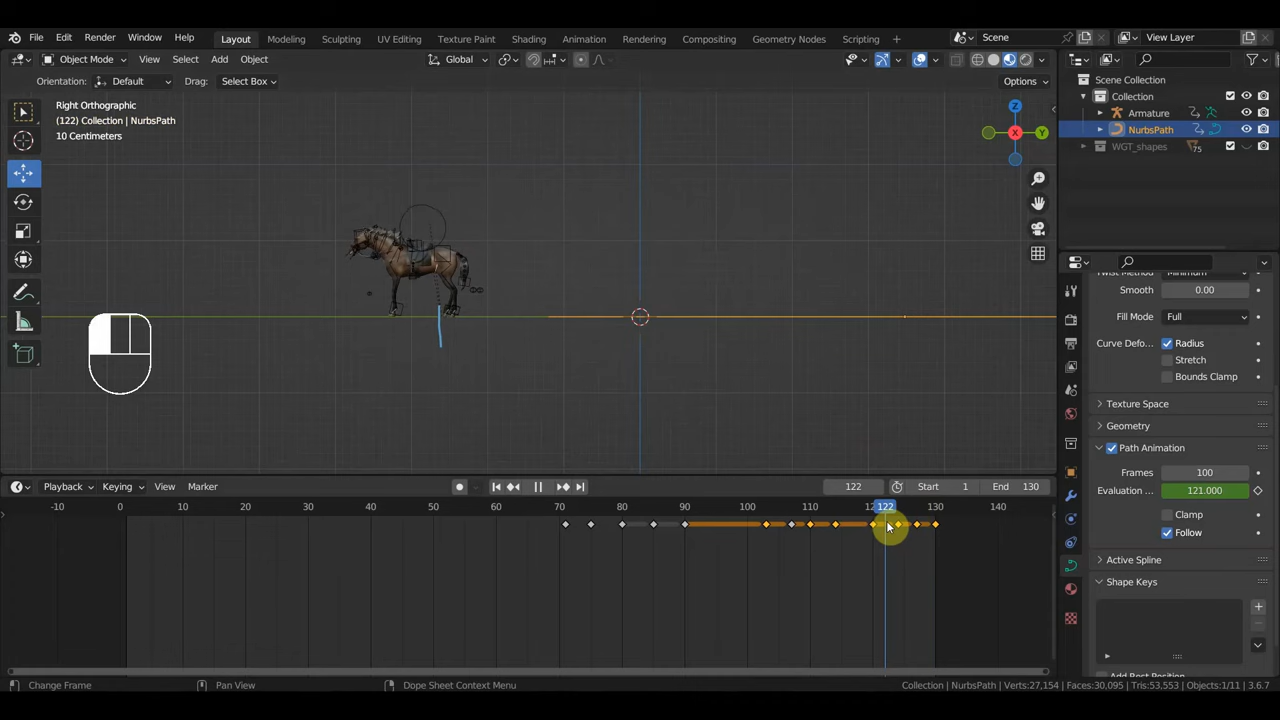 File Edit Render Window Help Layout Modeling Sculpting UV Editing Texture Paint Shading Animation Rendering Compositing Geometry Nodes Scripting + Scene View Layer
Object Mode View Select Add Object Global
Orientation: Default Drag: Select Box Options
Right Orthographic
(122) Collection | NurbsPath
10 Centimeters
Z
X
Y
Scene Collection
Collection
Armature
NurbsPath
WGT_shapes 75
Smooth 0.00
Fill Mode Full
Curve Defo... Radius
Stretch
Bounds Clamp
Texture Space
Geometry
Path Animation
Frames 100
Evaluation ... 121.000
Clamp
Follow
Active Spline
Shape Keys
Playback Keying View Marker 122 Start 1 End 130
-10 0 10 20 30 40 50 60 70 80 90 100 110 122 130 140
Change Frame Pan View Dope Sheet Context Menu Collection | NurbsPath | Verts:27,154 | Faces:30,095 | Tris:53,553 | Objects:1/11 | 3.6.7